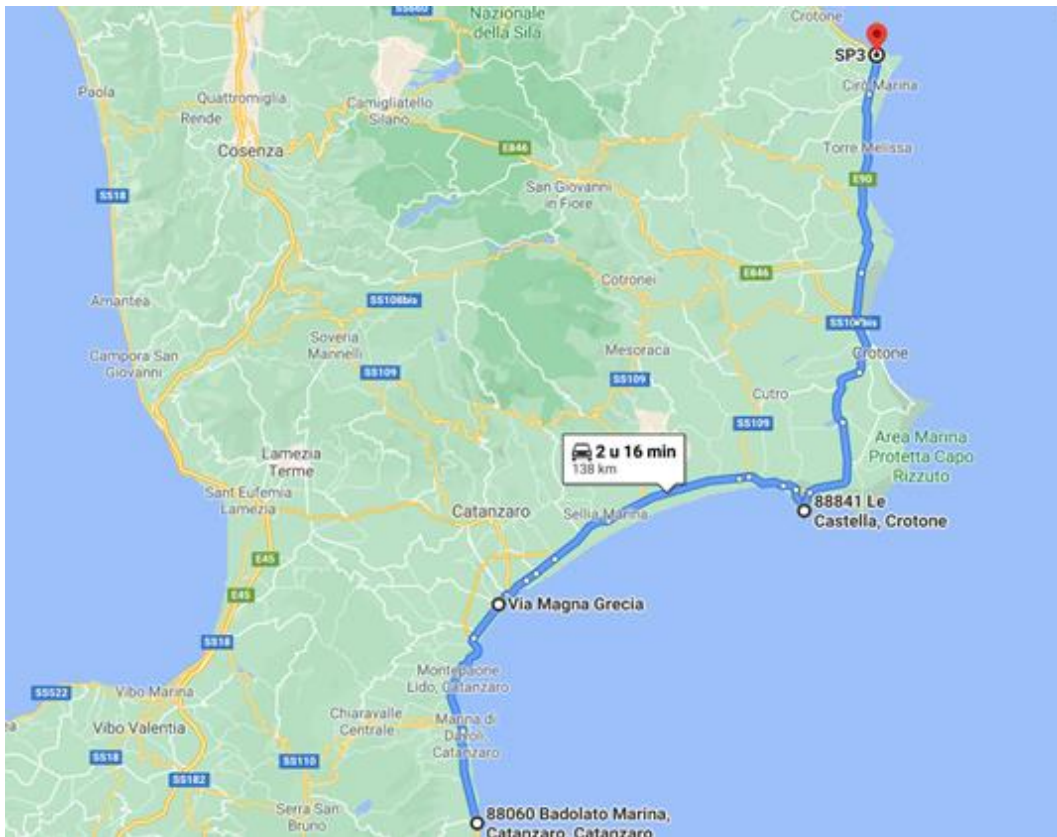 Nazionale
della Sila
Crotone
SP3
Paola
Quattromiglia
Rende
Camigliatello
Silano
Cirò Marina
Cosenza
E846
Torre Melissa
SS18
San Giovanni
in Fiore
E90
Cotronei
E846
Amantea
SS108bis
Soveria
Mannelli
Mesoraca
Crotone
Campora San
Giovanni
SS109
SS109
Cutro
SS109
2 u 16 min
138 km
Area Marina
Protetta Capo
Rizzuto
Lamezia
Terme
Sant'Eufemia
Lamezia
Catanzaro
Sellia Marina
88841 Le
Castella, Crotone
E45
E45
Via Magna Grecia
SS18
Montepaone
Lido, Catanzaro
SS522
Vibo Marina
Chiaravalle
Centrale
Marina di
Davoli,
Catanzaro
Vibo Valentia
SS18
SS110
SS182
Serra San
Bruno
88060 Badolato Marina,
Catanzaro, Catanzaro